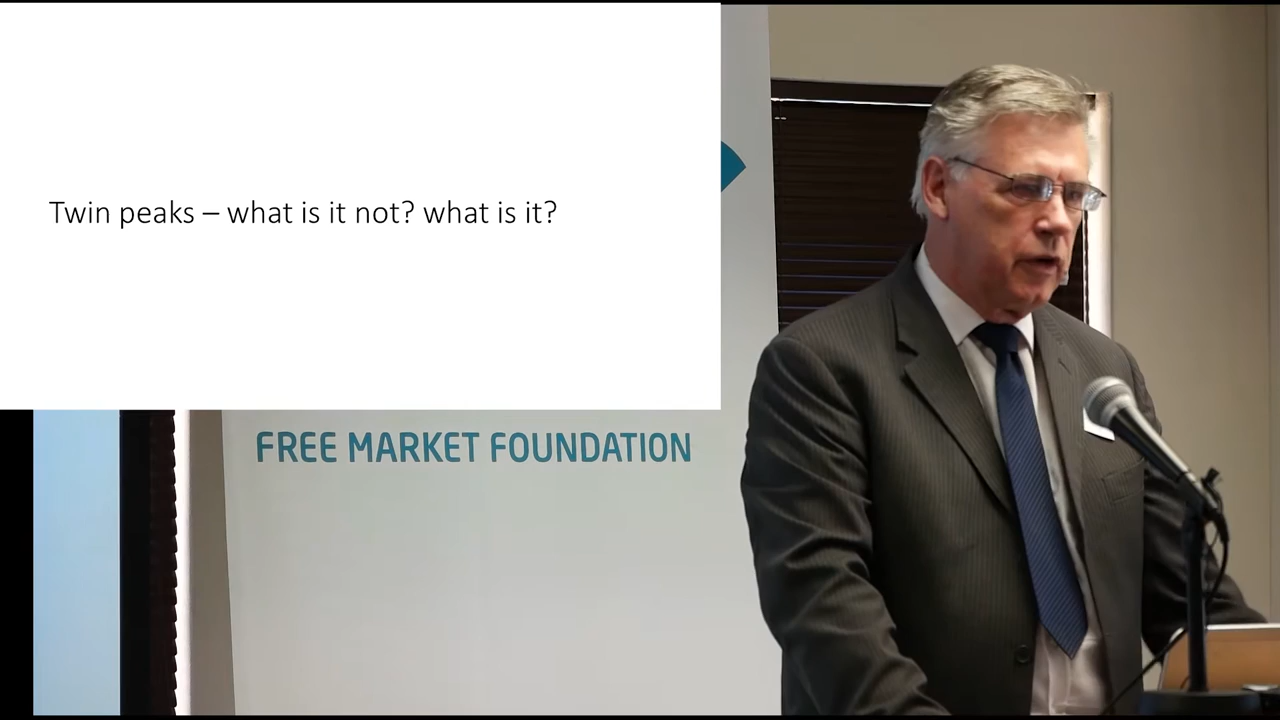 Twin peaks – what is it not? what is it?
FREE MARKET FOUNDATION